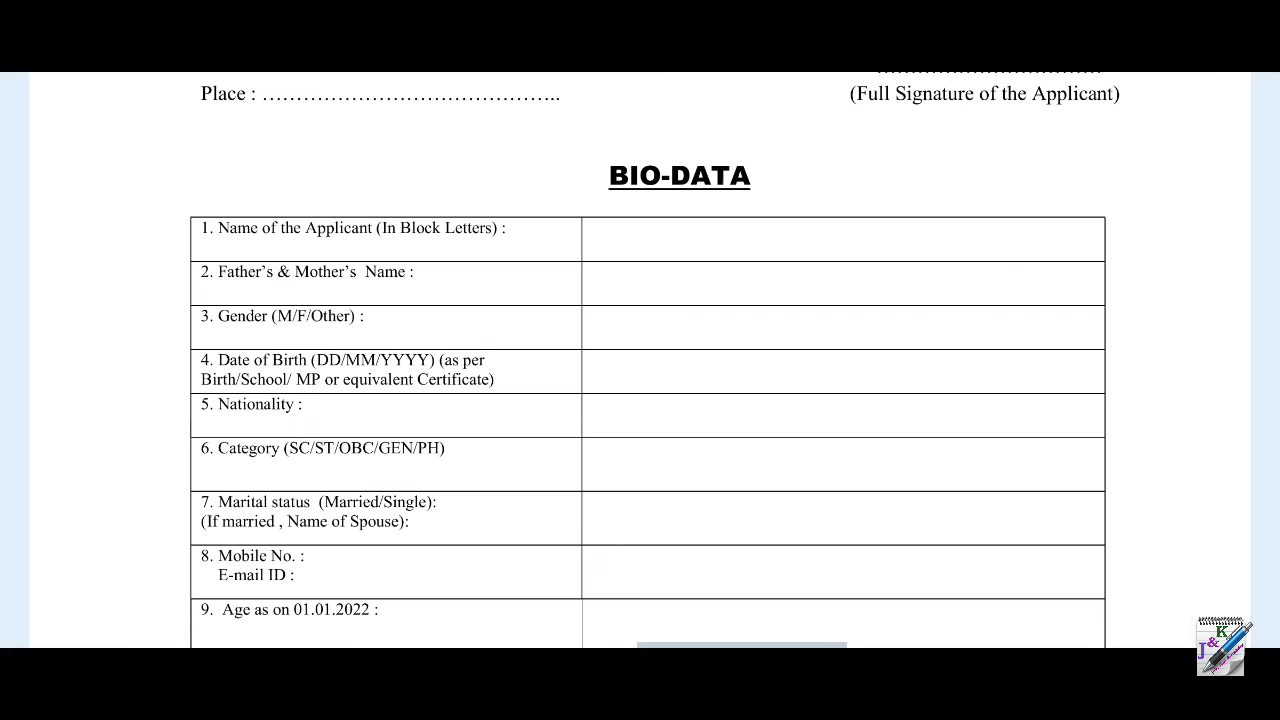 Place : ……………………………………..
(Full Signature of the Applicant)
BIO-DATA
1. Name of the Applicant (In Block Letters) :
2. Father’s & Mother’s Name :
3. Gender (M/F/Other) :
4. Date of Birth (DD/MM/YYYY) (as per
Birth/School/ MP or equivalent Certificate)
5. Nationality :
6. Category (SC/ST/OBC/GEN/PH)
7. Marital status (Married/Single):
(If married , Name of Spouse):
8. Mobile No. :
E-mail ID :
9. Age as on 01.01.2022 :
J&K